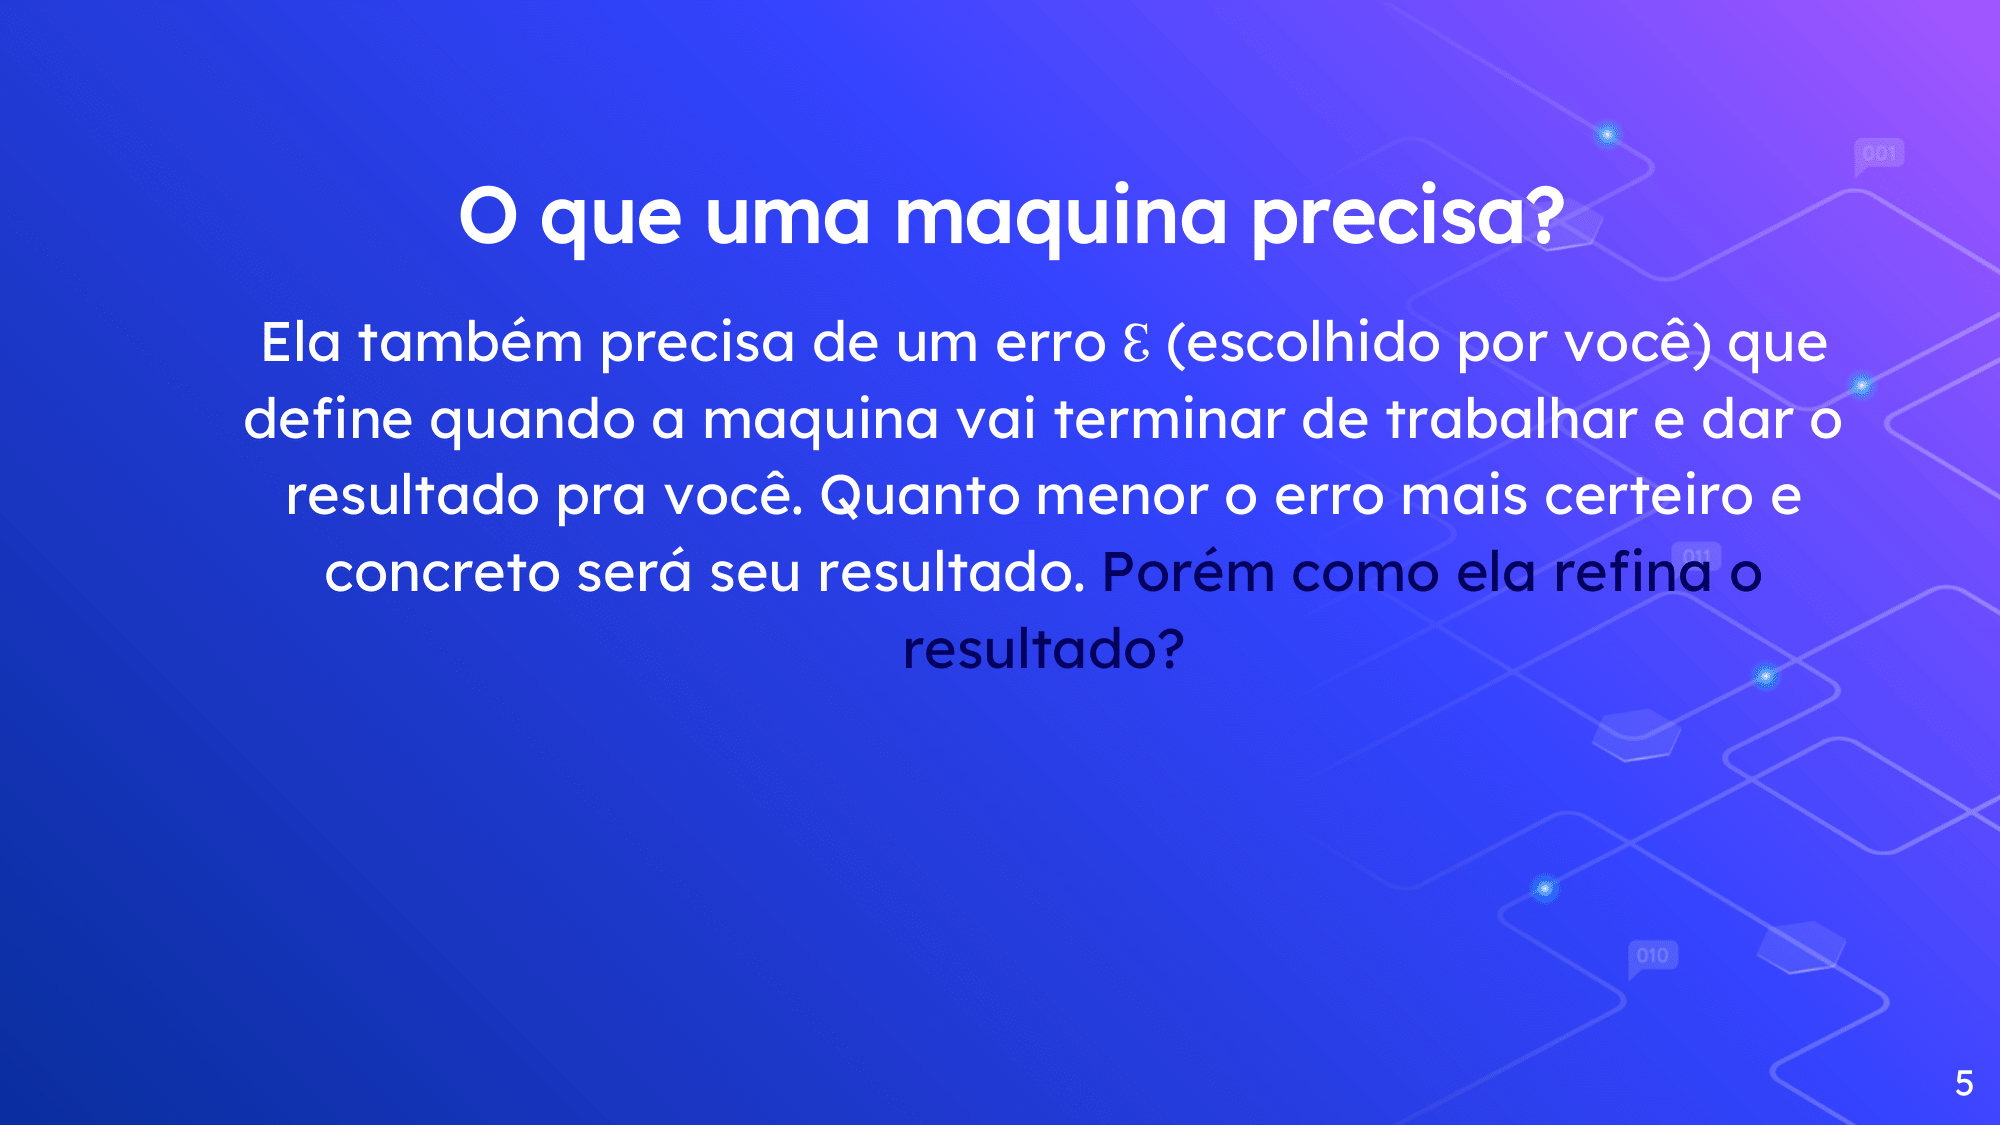 001
O que uma maquina precisa?
Ela também precisa de um erro Ɛ (escolhido por você) que
define quando a maquina vai terminar de trabalhar e dar o
resultado pra você. Quanto menor o erro mais certeiro e
concreto será seu resultado. Porém como ela refina o
011
resultado?
010
5